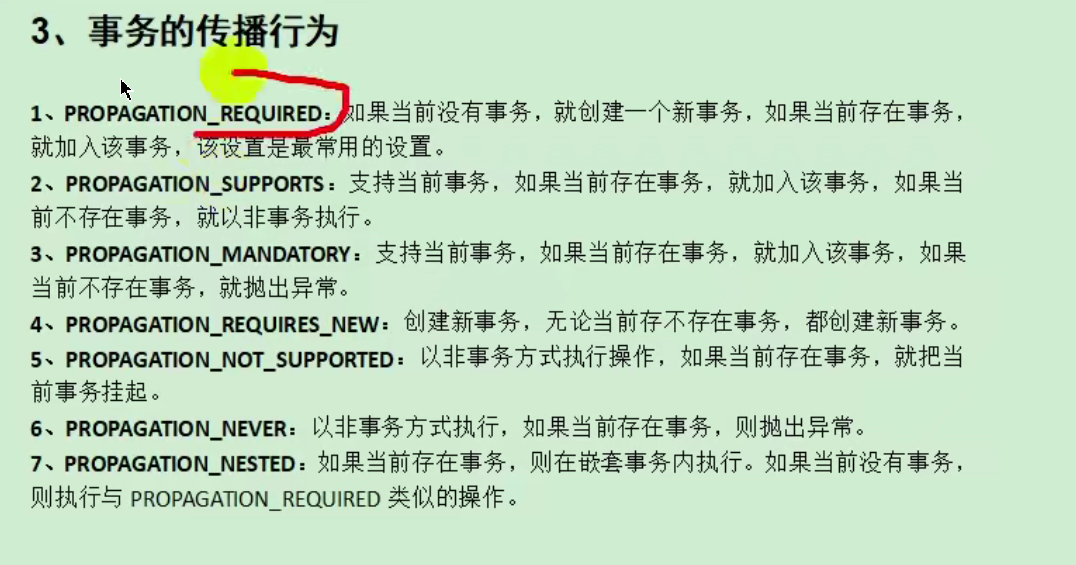 3、事务的传播行为
1、PROPAGATION_REQUIRED：如果当前没有事务，就创建一个新事务，如果当前存在事务，
就加入该事务，该设置是最常用的设置。
2、PROPAGATION_SUPPORTS：支持当前事务，如果当前存在事务，就加入该事务，如果当
前不存在事务，就以非事务执行。
3、PROPAGATION_MANDATORY：支持当前事务，如果当前存在事务，就加入该事务，如果
当前不存在事务，就抛出异常。
4、PROPAGATION_REQUIRES_NEW：创建新事务，无论当前存不存在事务，都创建新事务。
5、PROPAGATION_NOT_SUPPORTED：以非事务方式执行操作，如果当前存在事务，就把当
前事务挂起。
6、PROPAGATION_NEVER：以非事务方式执行，如果当前存在事务，则抛出异常。
7、PROPAGATION_NESTED：如果当前存在事务，则在嵌套事务内执行。如果当前没有事务，
则执行与 PROPAGATION_REQUIRED 类似的操作。